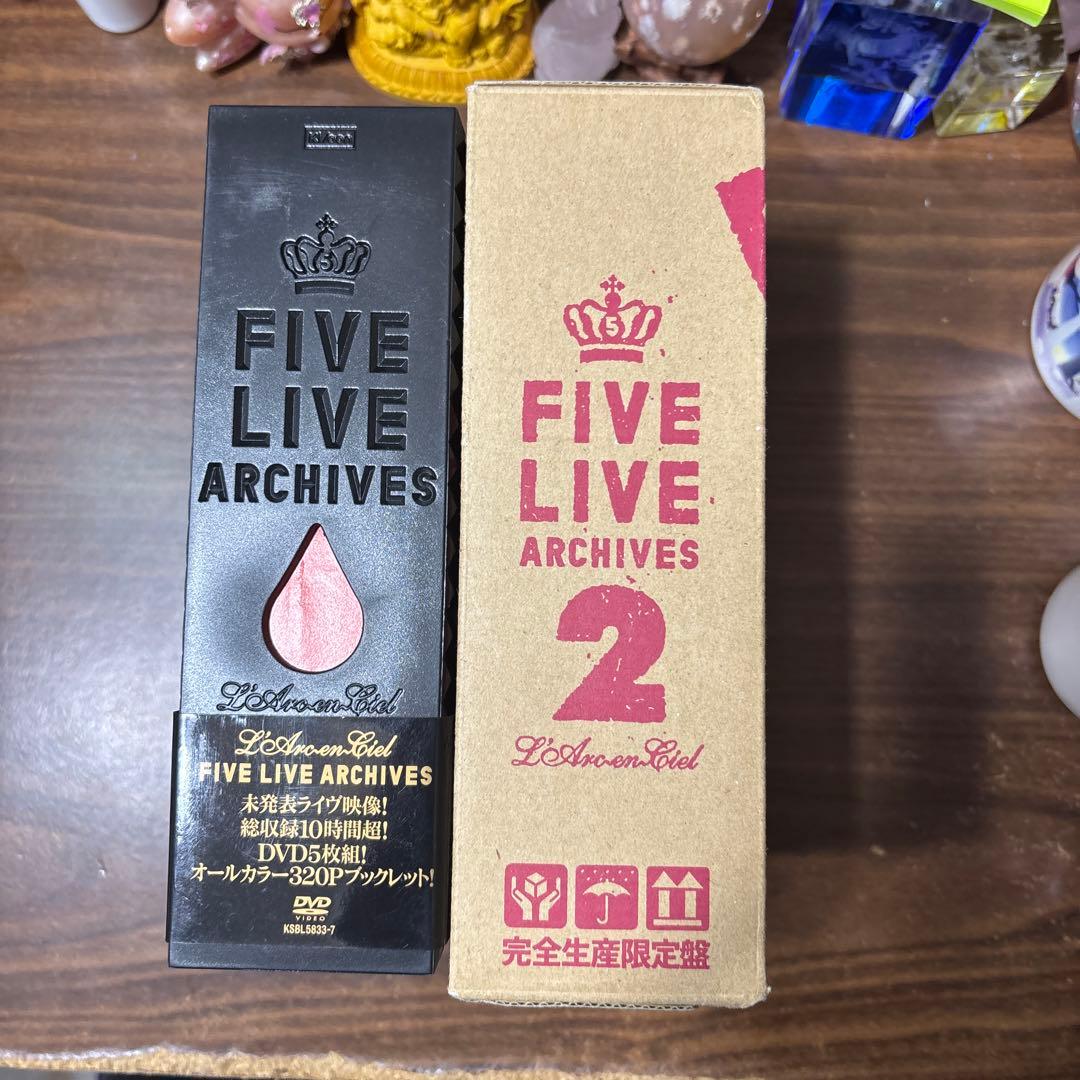 Ki/oon
5
FIVE
LIVE
ARCHIVES
L'Arc~en~Ciel
L'Arc~en~Ciel
FIVE LIVE ARCHIVES
未発表ライヴ映像!
総収録10時間超!
DVD5枚組!
オールカラー320Pブックレット!
DVD
VIDEO
KSBL5833-7
5
FIVE
LIVE
ARCHIVES
2
L'Arc~en~Ciel
完全生産限定盤